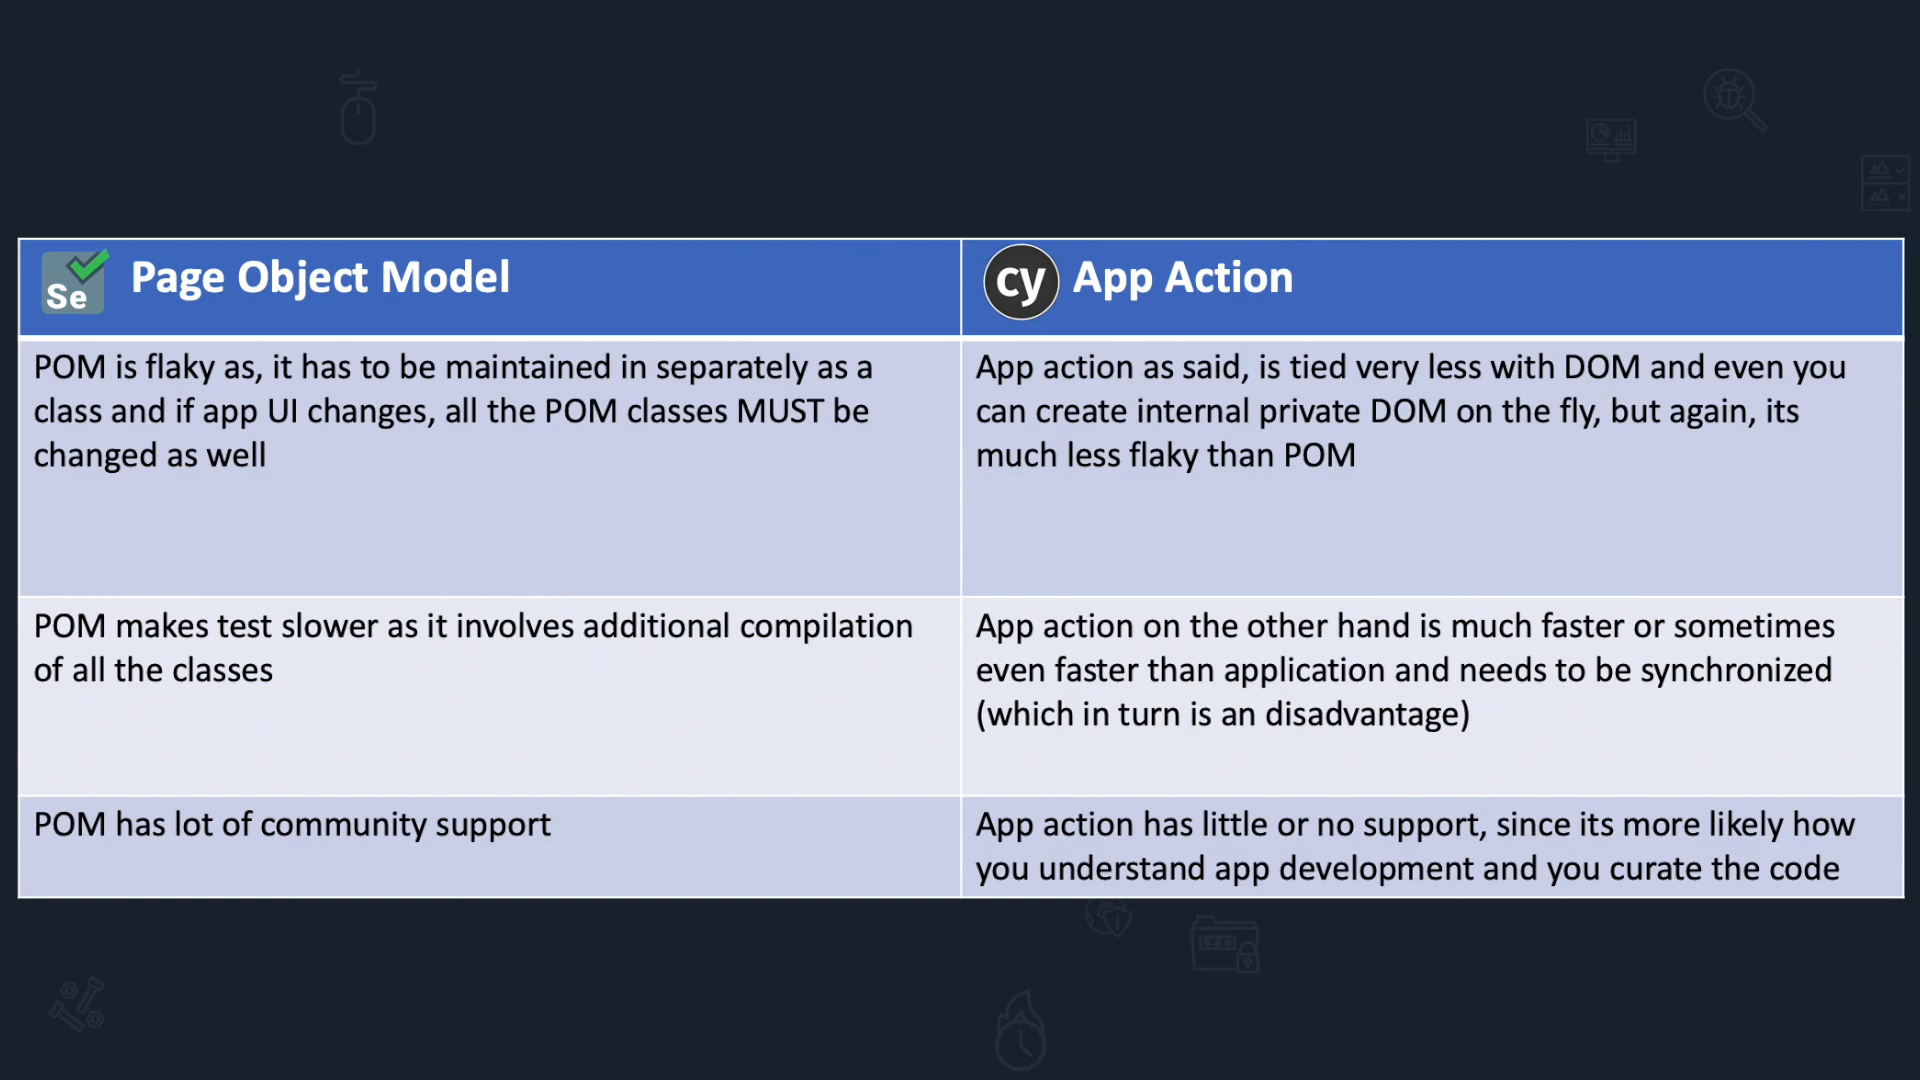 Se Page Object Model
cy App Action
POM is flaky as, it has to be maintained in separately as a
class and if app UI changes, all the POM classes MUST be
changed as well
App action as said, is tied very less with DOM and even you
can create internal private DOM on the fly, but again, its
much less flaky than POM
POM makes test slower as it involves additional compilation
of all the classes
App action on the other hand is much faster or sometimes
even faster than application and needs to be synchronized
(which in turn is an disadvantage)
POM has lot of community support
App action has little or no support, since its more likely how
you understand app development and you curate the code